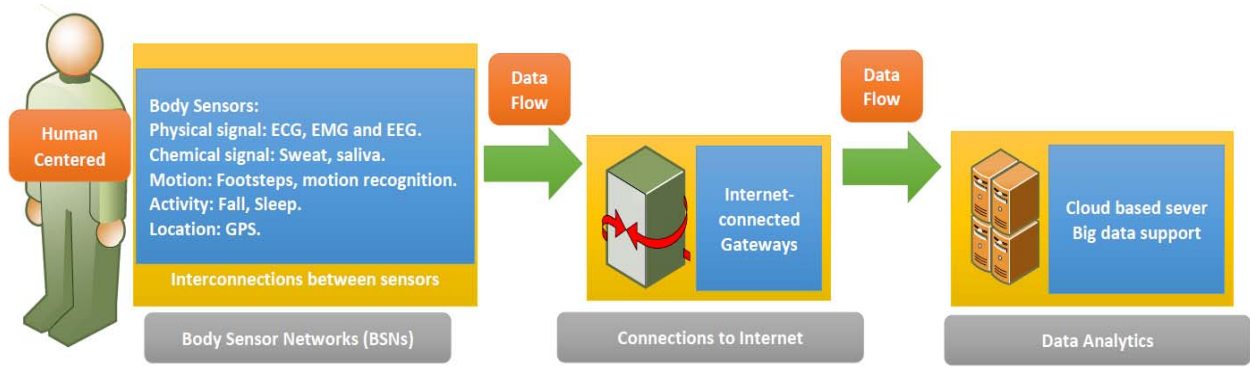 Human
Centered
Body Sensors:
Physical signal: ECG, EMG and EEG.
Chemical signal: Sweat, saliva.
Motion: Footsteps, motion recognition.
Activity: Fall, Sleep.
Location: GPS.
Interconnections between sensors
Body Sensor Networks (BSNs)
Data
Flow
Internet-
connected
Gateways
Connections to Internet
Data
Flow
Cloud based sever
Big data support
Data Analytics